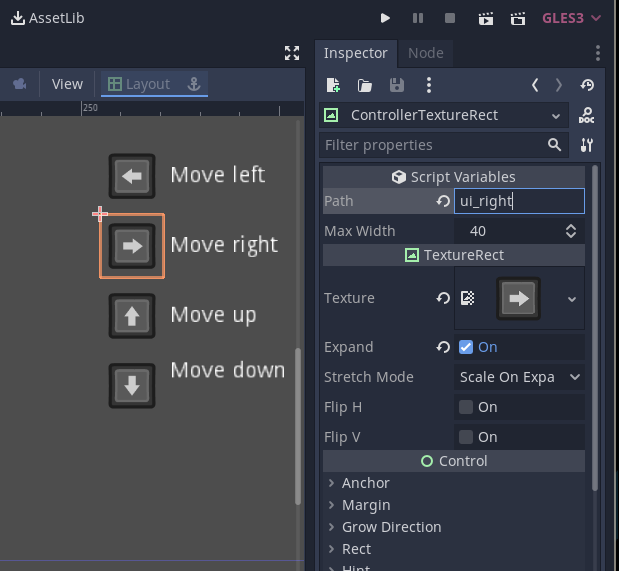 AssetLib
GLES3
Inspector
Node
View
Layout
250
ControllerTextureRect
DOC
Filter properties
Script Variables
Path
ui_right
Max Width
40
TextureRect
Texture
Expand
On
Stretch Mode
Scale On Expa
Flip H
On
Flip V
On
Control
Anchor
Margin
Grow Direction
Rect
Hint
Move left
Move right
Move up
Move down